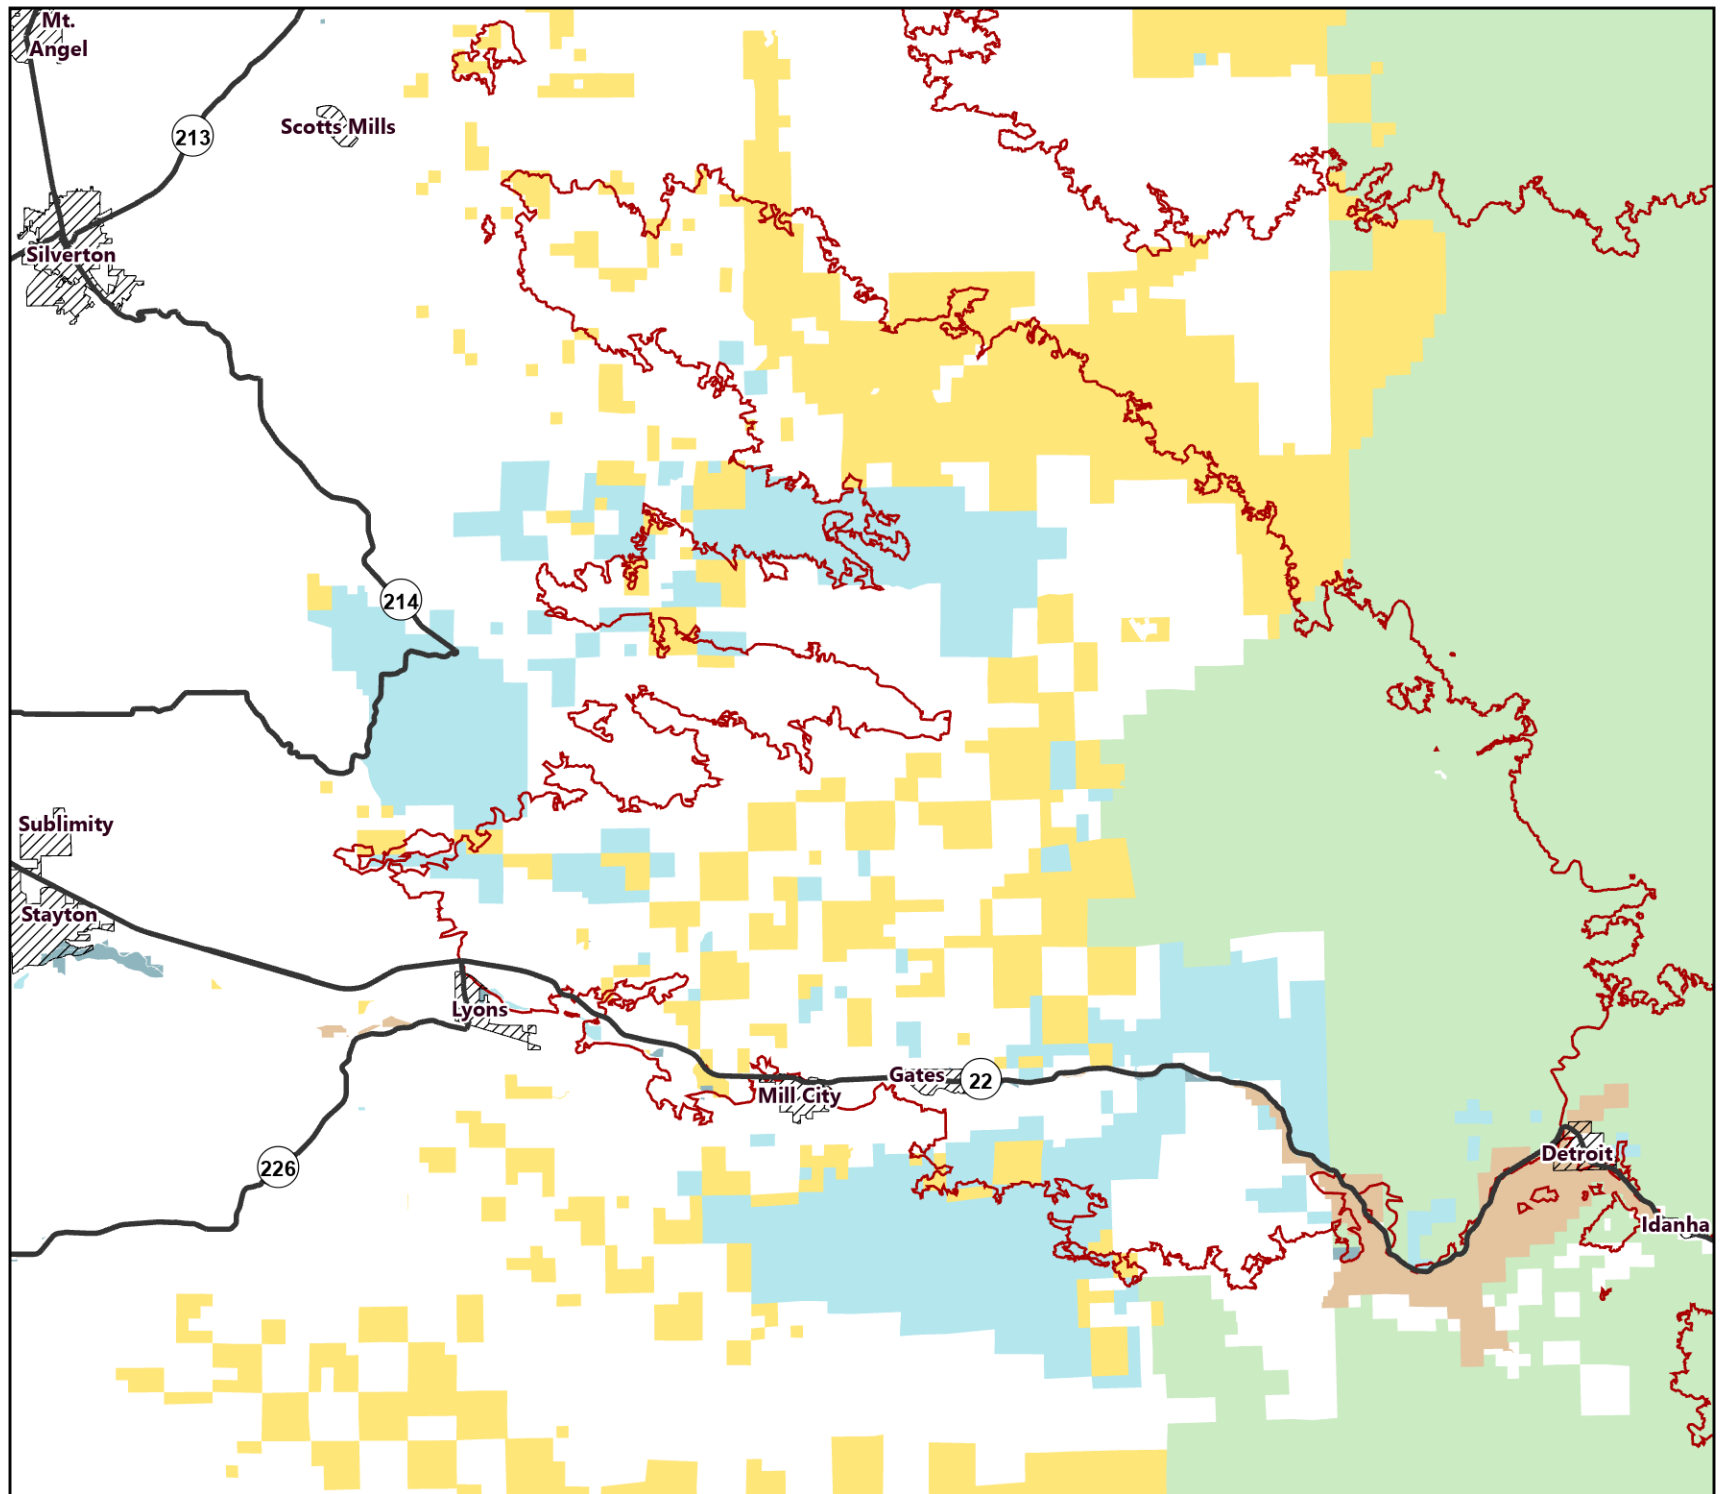 Mt.
Angel
213
Scotts Mills
Silverton
214
Sublimity
Stayton
Lyons
Gates
22
Mill City
226
Detroit
Idanha